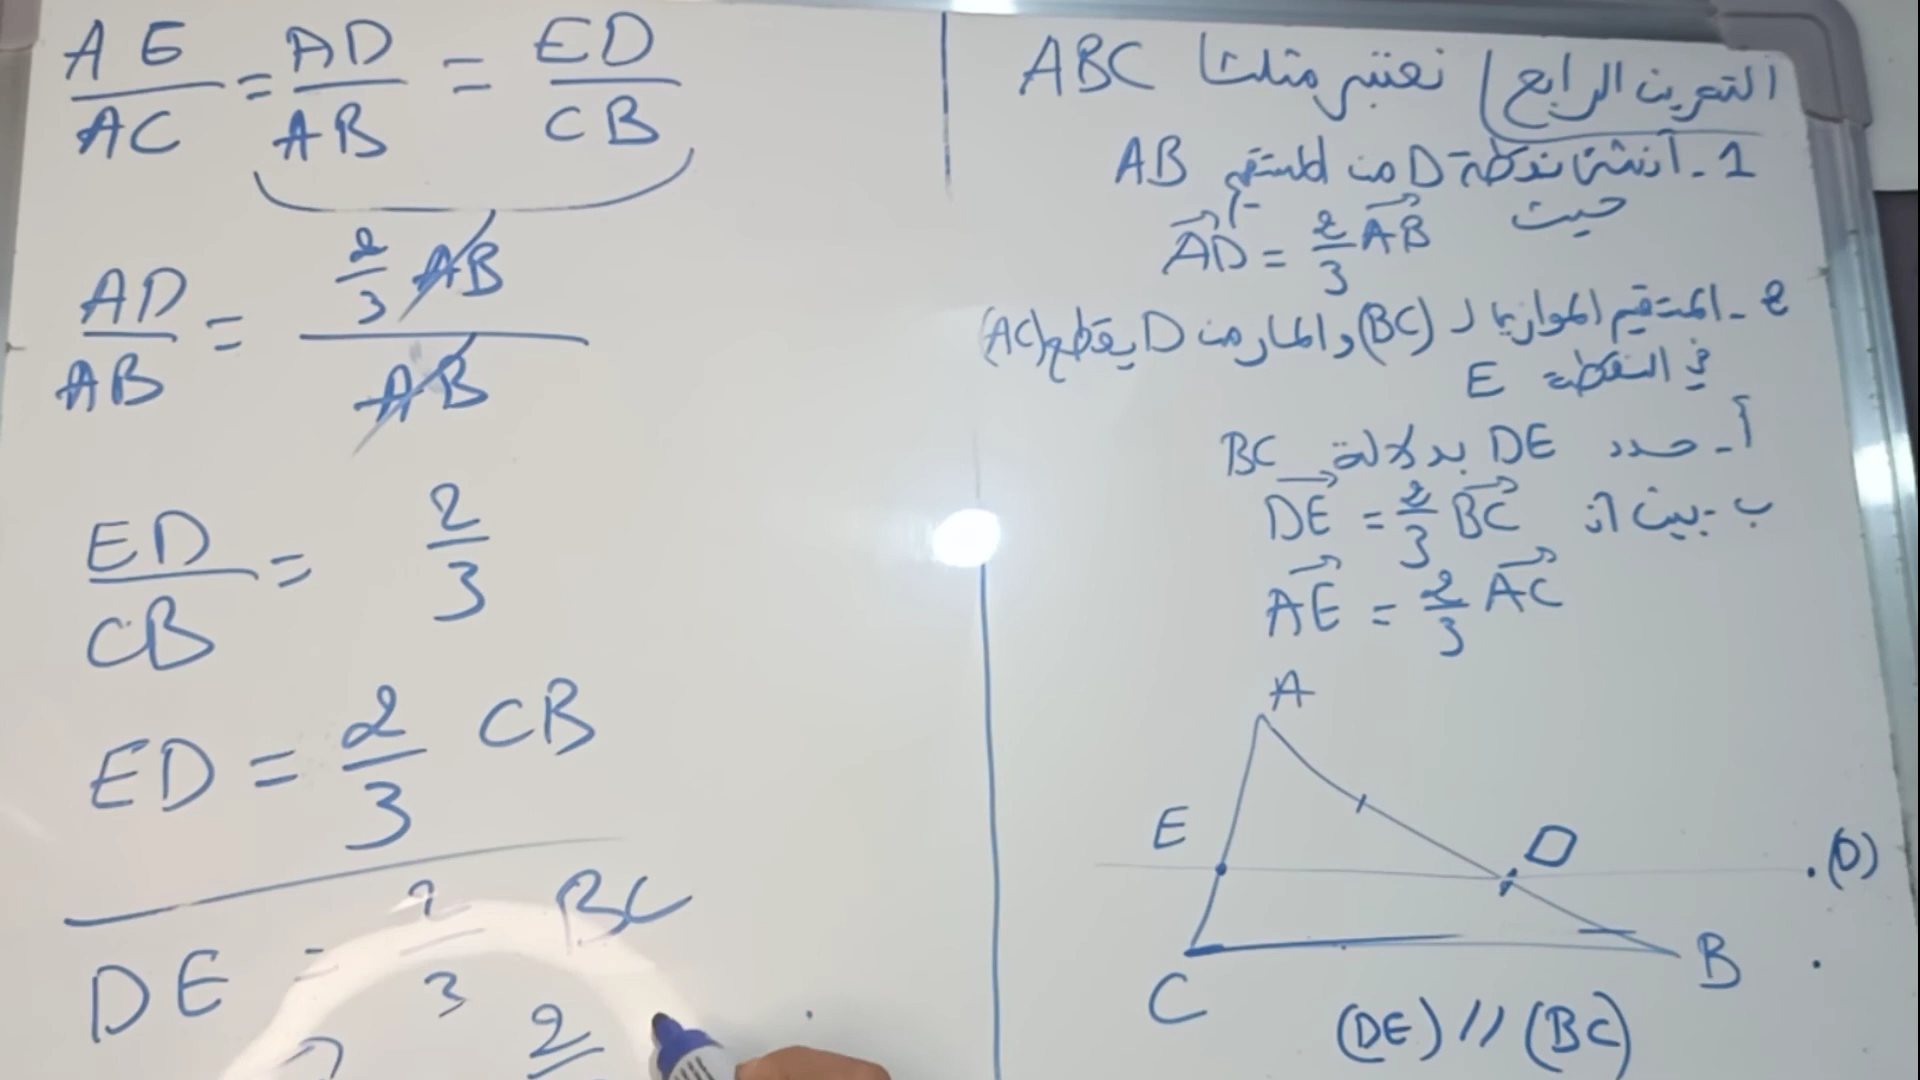 التمرين الرابع) نعتبر مثلثا ABC
1 - أنشئ نقطة D من المستقيم AB
حيث
AD = 2/3 AB
2 - المستقيم الموازي لـ (BC) والمار من D يقطع (AC)
في النقطة E
أ - حدد DE بدلالة BC
ب - بين أن DE = 2/3 BC
AE = 2/3 AC
A
E
D
.(D)
C
B
(DE) // (BC)
AE/AC = AD/AB = ED/CB
AD/AB = 2/3 AB / AB
ED/CB = 2/3
ED = 2/3 CB
DE = 2/3 BC
2